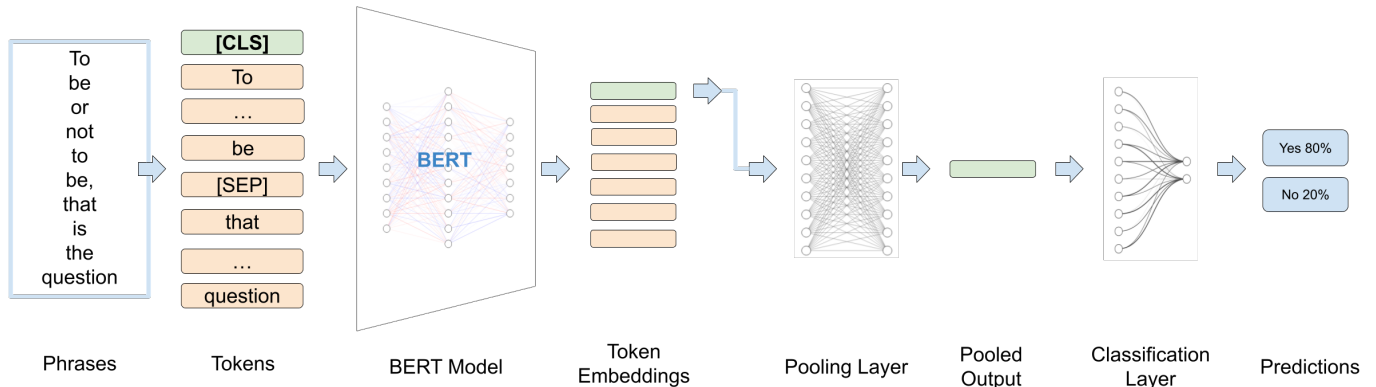 To
be
or
not
to
be,
that
is
the
question
[CLS]
To
...
be
[SEP]
that
...
question
BERT
Yes 80%
No 20%
Phrases
Tokens
BERT Model
Token
Embeddings
Pooling Layer
Pooled
Output
Classification
Layer
Predictions